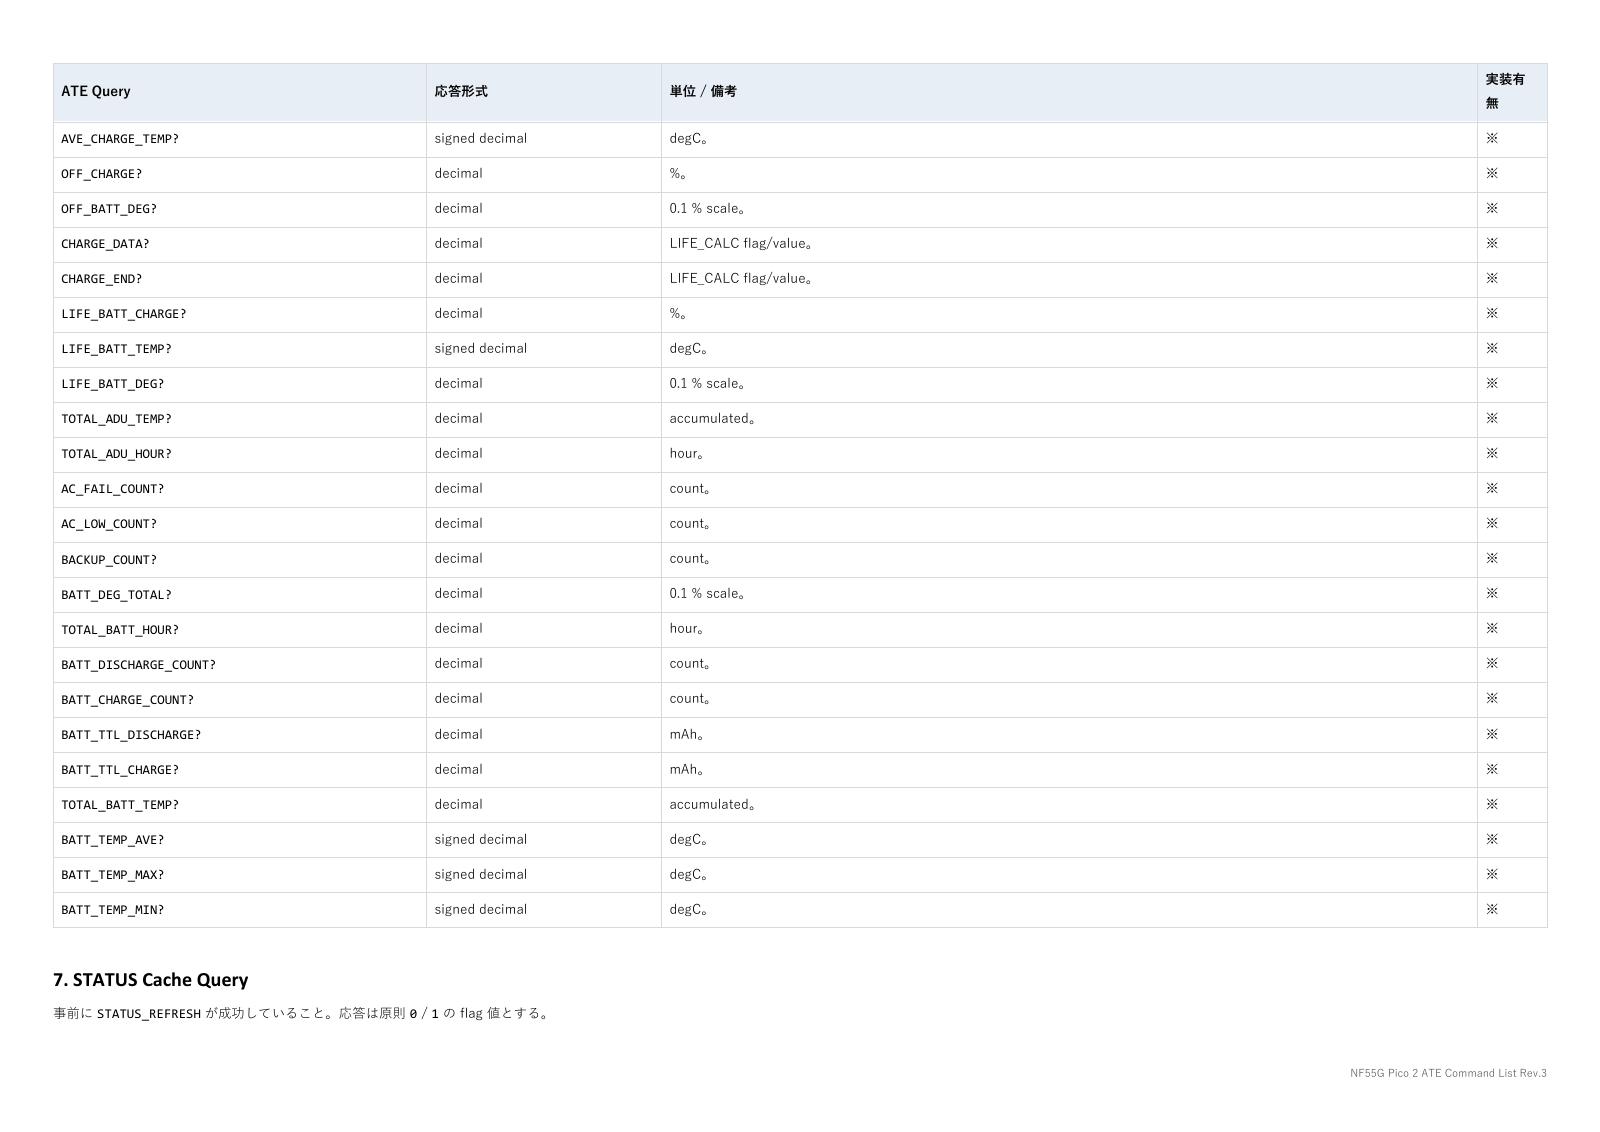 ATE Query 応答形式 単位 / 備考 実装有無
AVE_CHARGE_TEMP? signed decimal degC。 ※
OFF_CHARGE? decimal %。 ※
OFF_BATT_DEG? decimal 0.1 % scale。 ※
CHARGE_DATA? decimal LIFE_CALC flag/value。 ※
CHARGE_END? decimal LIFE_CALC flag/value。 ※
LIFE_BATT_CHARGE? decimal %。 ※
LIFE_BATT_TEMP? signed decimal degC。 ※
LIFE_BATT_DEG? decimal 0.1 % scale。 ※
TOTAL_ADU_TEMP? decimal accumulated。 ※
TOTAL_ADU_HOUR? decimal hour。 ※
AC_FAIL_COUNT? decimal count。 ※
AC_LOW_COUNT? decimal count。 ※
BACKUP_COUNT? decimal count。 ※
BATT_DEG_TOTAL? decimal 0.1 % scale。 ※
TOTAL_BATT_HOUR? decimal hour。 ※
BATT_DISCHARGE_COUNT? decimal count。 ※
BATT_CHARGE_COUNT? decimal count。 ※
BATT_TTL_DISCHARGE? decimal mAh。 ※
BATT_TTL_CHARGE? decimal mAh。 ※
TOTAL_BATT_TEMP? decimal accumulated。 ※
BATT_TEMP_AVE? signed decimal degC。 ※
BATT_TEMP_MAX? signed decimal degC。 ※
BATT_TEMP_MIN? signed decimal degC。 ※
7. STATUS Cache Query
事前に STATUS_REFRESH が成功していること。応答は原則 0 / 1 の flag 値とする。
NF55G Pico 2 ATE Command List Rev.3